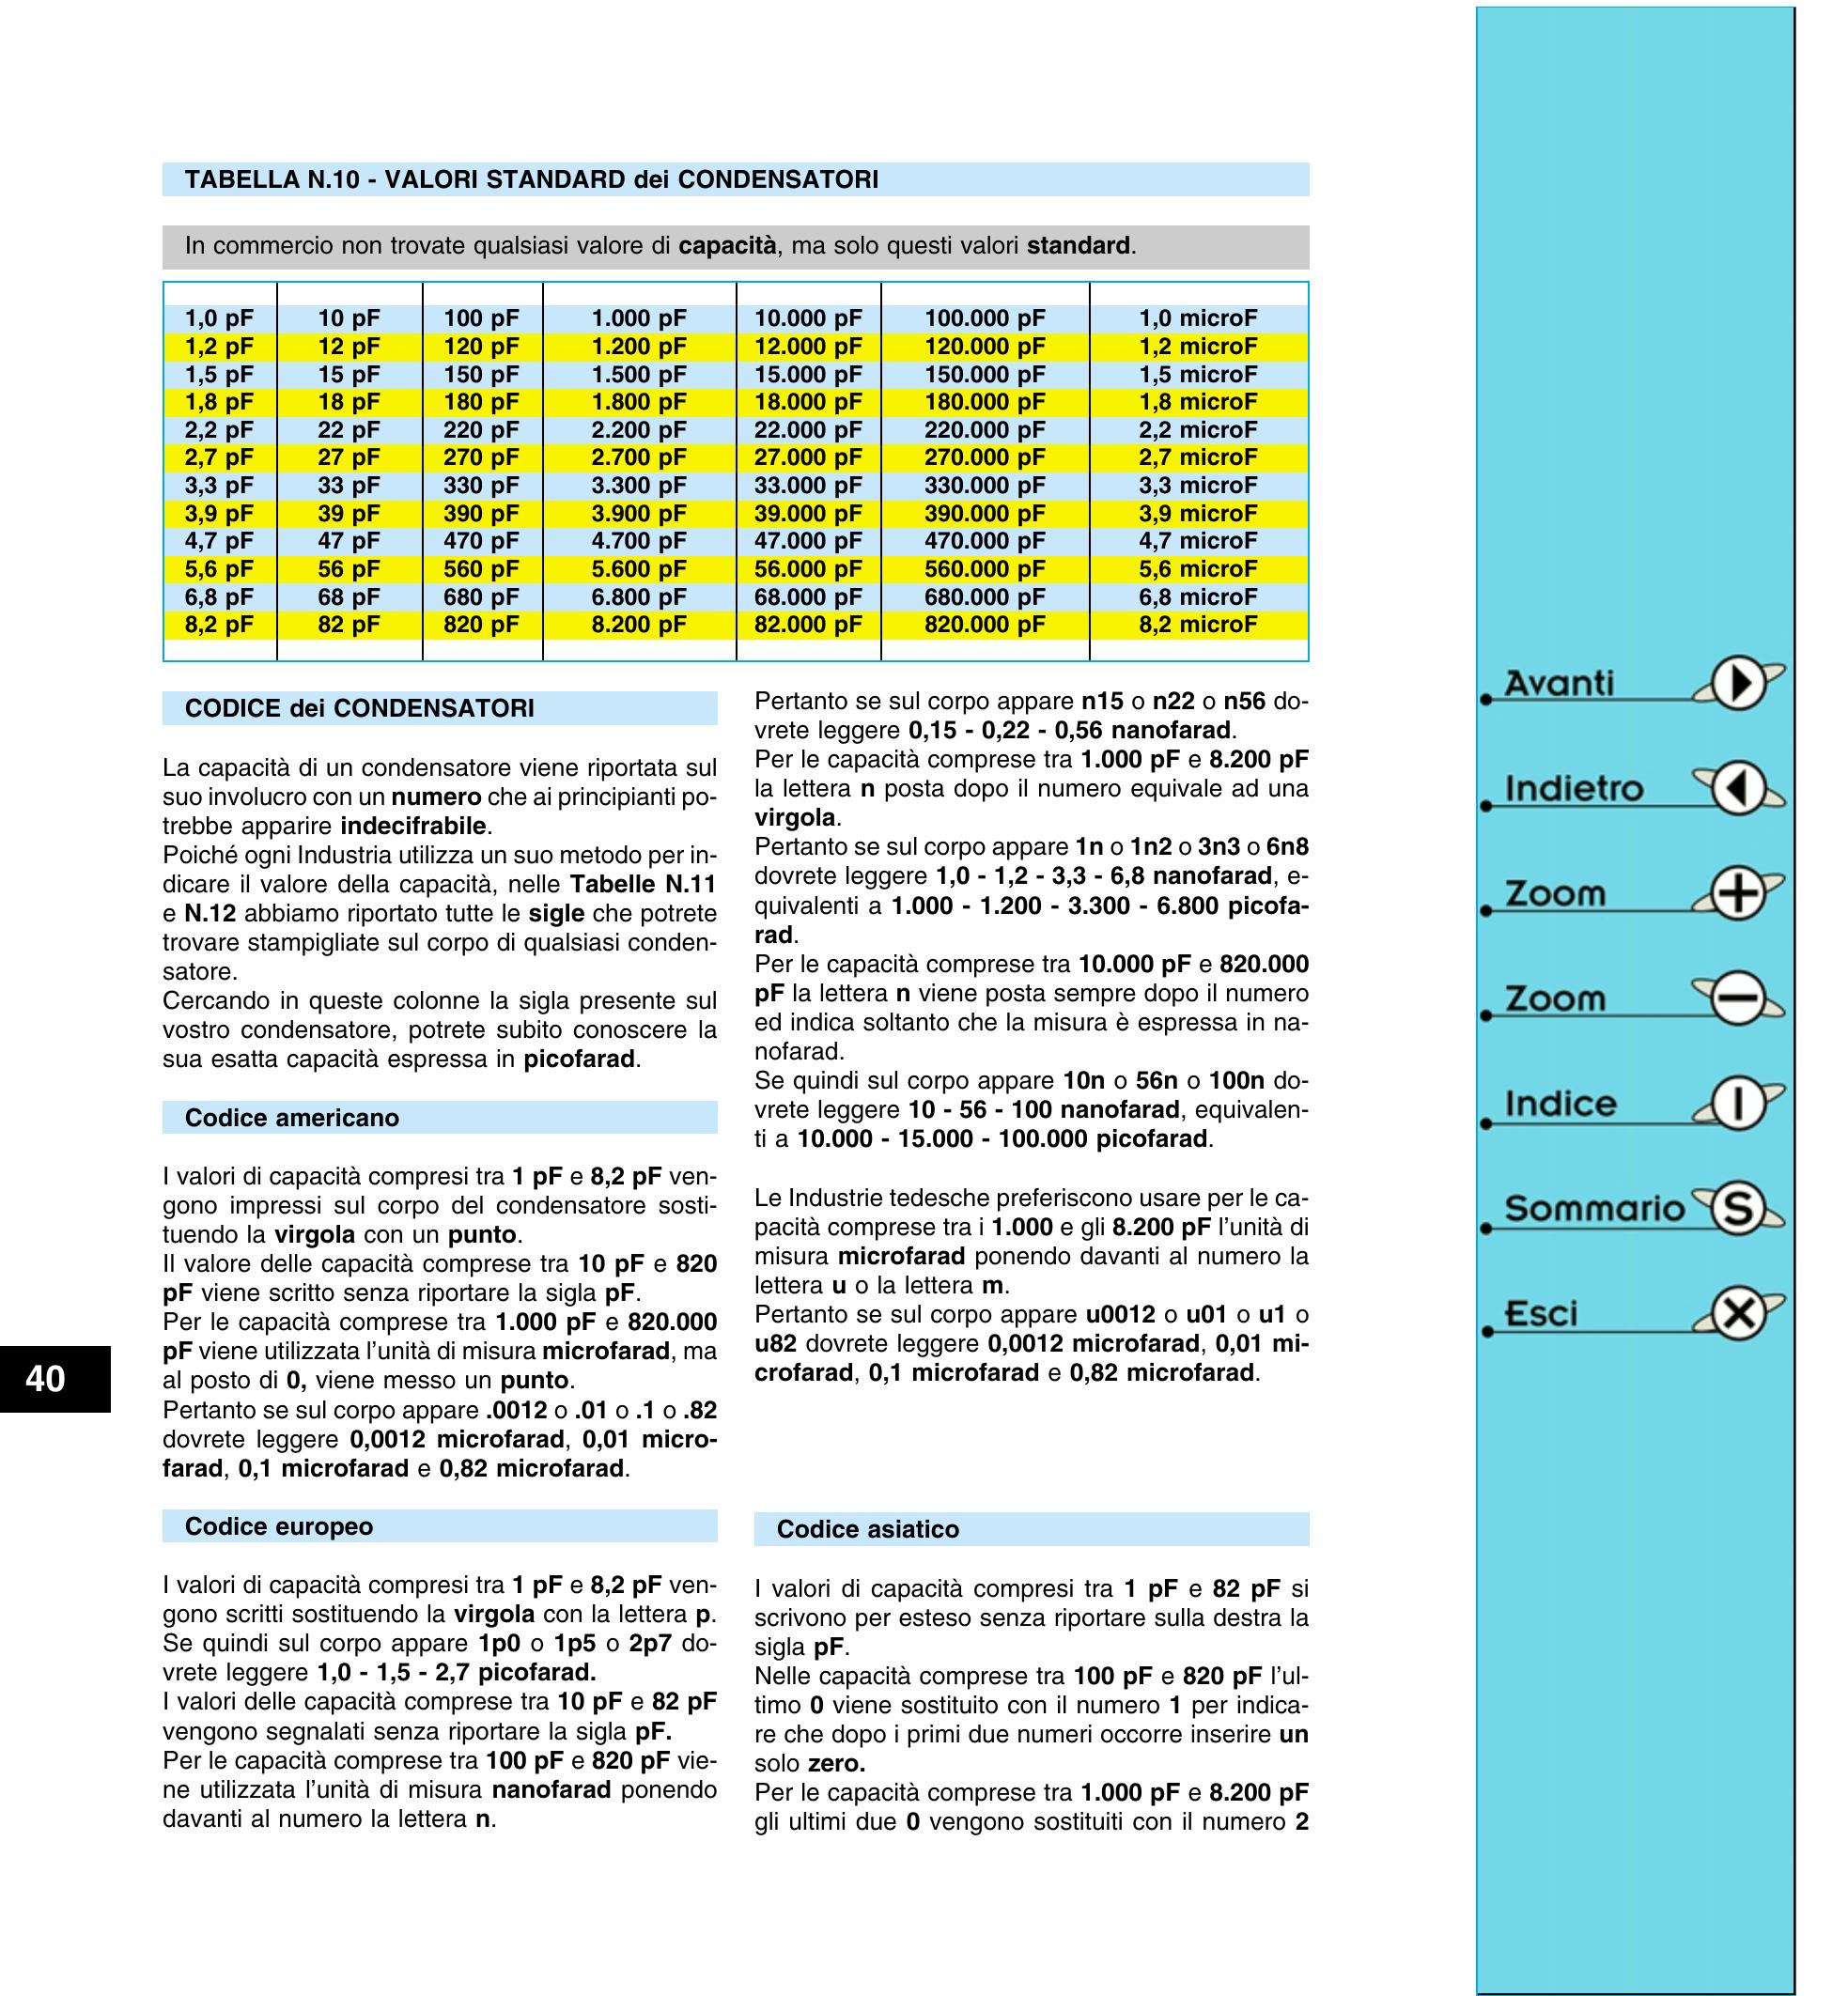 TABELLA N.10 - VALORI STANDARD dei CONDENSATORI
In commercio non trovate qualsiasi valore di capacità, ma solo questi valori standard.
1,0 pF 10 pF 100 pF 1.000 pF 10.000 pF 100.000 pF 1,0 microF
1,2 pF 12 pF 120 pF 1.200 pF 12.000 pF 120.000 pF 1,2 microF
1,5 pF 15 pF 150 pF 1.500 pF 15.000 pF 150.000 pF 1,5 microF
1,8 pF 18 pF 180 pF 1.800 pF 18.000 pF 180.000 pF 1,8 microF
2,2 pF 22 pF 220 pF 2.200 pF 22.000 pF 220.000 pF 2,2 microF
2,7 pF 27 pF 270 pF 2.700 pF 27.000 pF 270.000 pF 2,7 microF
3,3 pF 33 pF 330 pF 3.300 pF 33.000 pF 330.000 pF 3,3 microF
3,9 pF 39 pF 390 pF 3.900 pF 39.000 pF 390.000 pF 3,9 microF
4,7 pF 47 pF 470 pF 4.700 pF 47.000 pF 470.000 pF 4,7 microF
5,6 pF 56 pF 560 pF 5.600 pF 56.000 pF 560.000 pF 5,6 microF
6,8 pF 68 pF 680 pF 6.800 pF 68.000 pF 680.000 pF 6,8 microF
8,2 pF 82 pF 820 pF 8.200 pF 82.000 pF 820.000 pF 8,2 microF
CODICE dei CONDENSATORI
La capacità di un condensatore viene riportata sul
suo involucro con un numero che ai principianti po-
trebbe apparire indecifrabile.
Poiché ogni Industria utilizza un suo metodo per in-
dicare il valore della capacità, nelle Tabelle N.11
e N.12 abbiamo riportato tutte le sigle che potrete
trovare stampigliate sul corpo di qualsiasi conden-
satore.
Cercando in queste colonne la sigla presente sul
vostro condensatore, potrete subito conoscere la
sua esatta capacità espressa in picofarad.
Codice americano
I valori di capacità compresi tra 1 pF e 8,2 pF ven-
gono impressi sul corpo del condensatore sosti-
tuendo la virgola con un punto.
Il valore delle capacità comprese tra 10 pF e 820
pF viene scritto senza riportare la sigla pF.
Per le capacità comprese tra 1.000 pF e 820.000
pF viene utilizzata l'unità di misura microfarad, ma
al posto di 0, viene messo un punto.
Pertanto se sul corpo appare .0012 o .01 o .1 o .82
dovrete leggere 0,0012 microfarad, 0,01 micro-
farad, 0,1 microfarad e 0,82 microfarad.
Codice europeo
I valori di capacità compresi tra 1 pF e 8,2 pF ven-
gono scritti sostituendo la virgola con la lettera p.
Se quindi sul corpo appare 1p0 o 1p5 o 2p7 do-
vrete leggere 1,0 - 1,5 - 2,7 picofarad.
I valori delle capacità comprese tra 10 pF e 82 pF
vengono segnalati senza riportare la sigla pF.
Per le capacità comprese tra 100 pF e 820 pF vie-
ne utilizzata l'unità di misura nanofarad ponendo
davanti al numero la lettera n.
Pertanto se sul corpo appare n15 o n22 o n56 do-
vrete leggere 0,15 - 0,22 - 0,56 nanofarad.
Per le capacità comprese tra 1.000 pF e 8.200 pF
la lettera n posta dopo il numero equivale ad una
virgola.
Pertanto se sul corpo appare 1n o 1n2 o 3n3 o 6n8
dovrete leggere 1,0 - 1,2 - 3,3 - 6,8 nanofarad, e-
quivalenti a 1.000 - 1.200 - 3.300 - 6.800 picofa-
rad.
Per le capacità comprese tra 10.000 pF e 820.000
pF la lettera n viene posta sempre dopo il numero
ed indica soltanto che la misura è espressa in na-
nofarad.
Se quindi sul corpo appare 10n o 56n o 100n do-
vrete leggere 10 - 56 - 100 nanofarad, equivalen-
ti a 10.000 - 15.000 - 100.000 picofarad.
Le Industrie tedesche preferiscono usare per le ca-
pacità comprese tra i 1.000 e gli 8.200 pF l'unità di
misura microfarad ponendo davanti al numero la
lettera u o la lettera m.
Pertanto se sul corpo appare u0012 o u01 o u1 o
u82 dovrete leggere 0,0012 microfarad, 0,01 mi-
crofarad, 0,1 microfarad e 0,82 microfarad.
Codice asiatico
I valori di capacità compresi tra 1 pF e 82 pF si
scrivono per esteso senza riportare sulla destra la
sigla pF.
Nelle capacità comprese tra 100 pF e 820 pF l'ul-
timo 0 viene sostituito con il numero 1 per indica-
re che dopo i primi due numeri occorre inserire un
solo zero.
Per le capacità comprese tra 1.000 pF e 8.200 pF
gli ultimi due 0 vengono sostituiti con il numero 2
40
Avanti
Indietro
Zoom +
Zoom −
Indice I
Sommario S
Esci X